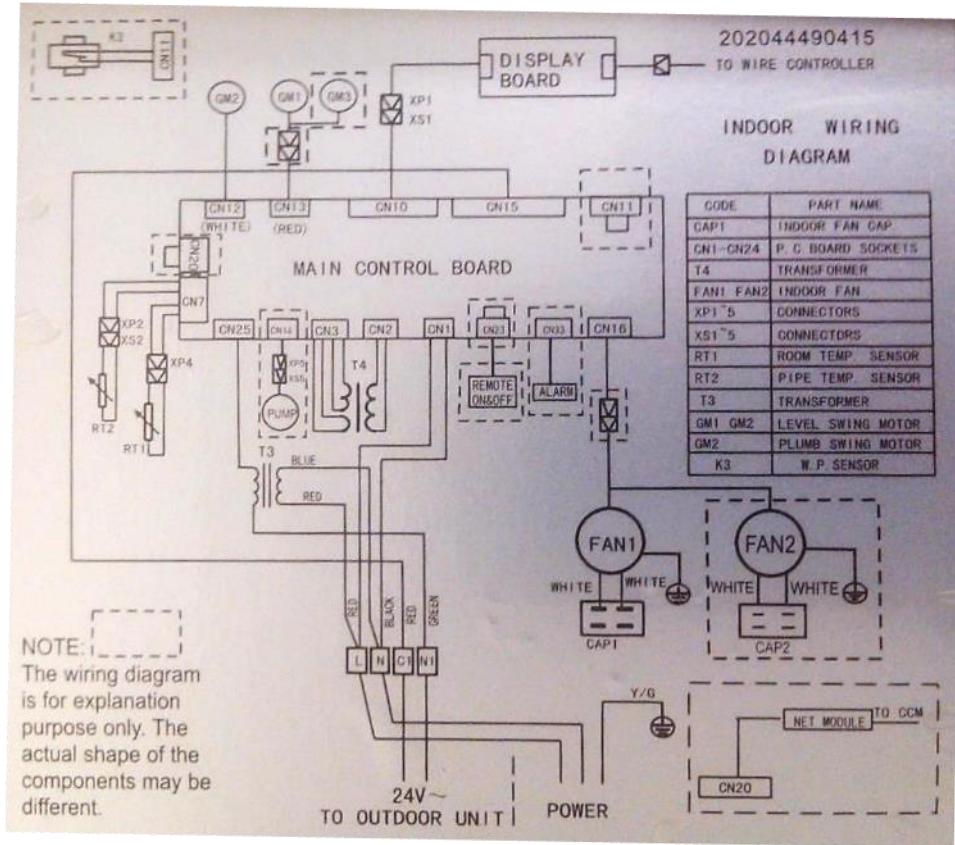 K3
CN11
DISPLAY
BOARD
202044490415
TO WIRE CONTROLLER
GM2
GM1
GM3
XP1
XS1
INDOOR WIRING
DIAGRAM
CN12
(WHITE)
CN13
(RED)
CN10
CN15
CN11
CODE PART NAME
CAP1 INDOOR FAN CAP
CN1-CN24 P.C.BOARD SOCKETS
T4 TRANSFORMER
FAN1 FAN2 INDOOR FAN
XP1~5 CONNECTORS
XS1~5 CONNECTORS
RT1 ROOM TEMP. SENSOR
RT2 PIPE TEMP. SENSOR
T3 TRANSFORMER
GM1 GM2 LEVEL SWING MOTOR
GM2 PLUMB SWING MOTOR
K3 W.P.SENSOR
CN20
MAIN CONTROL BOARD
CN7
CN25
CN14
CN3
CN2
CN1
CN23
CN33
CN16
XP2
XS2
XP4
XP5
XS5
T4
REMOTE
ON&OFF
ALARM
PUMP
RT2
RT1
T3
BLUE
RED
FAN1
FAN2
WHITE
WHITE
WHITE
WHITE
CAP1
CAP2
RED
BLACK
RED
GREEN
L
N
C1
N1
NOTE:
The wiring diagram
is for explanation
purpose only. The
actual shape of the
components may be
different.
Y/G
NET MODULE
TO CCM
CN20
24V~
TO OUTDOOR UNIT
POWER